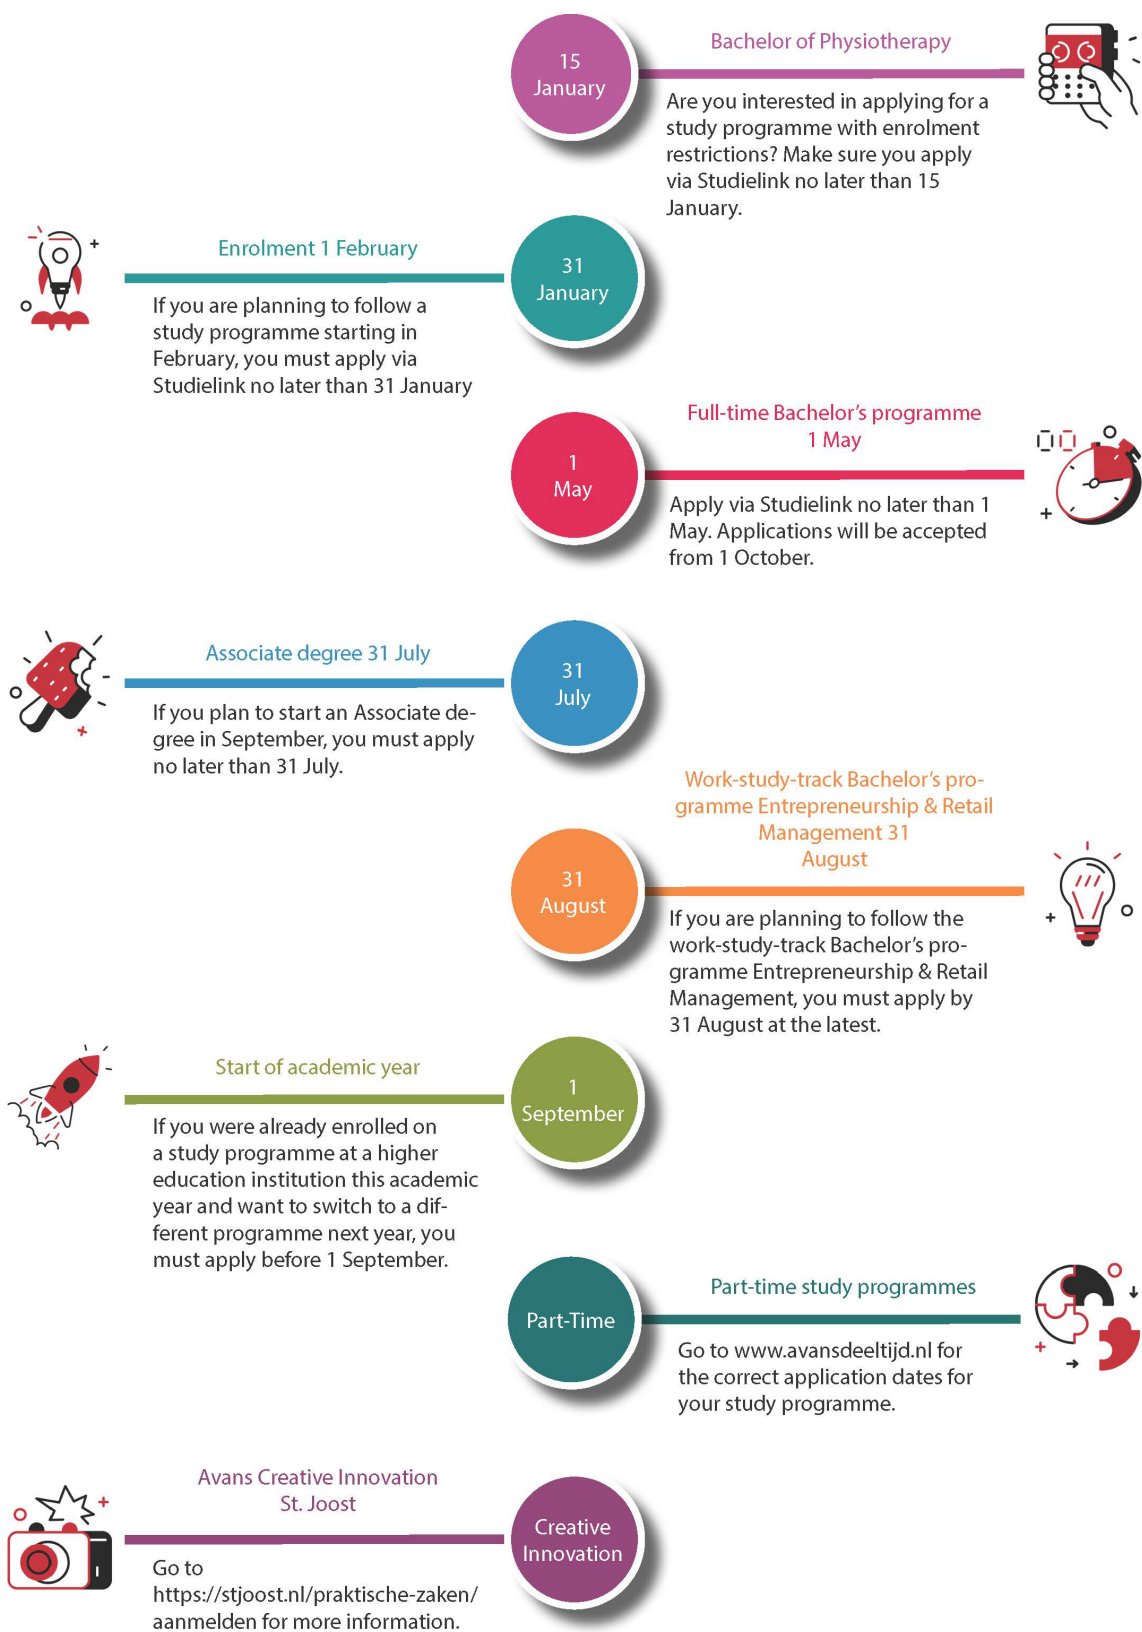 15
January
Bachelor of Physiotherapy
Are you interested in applying for a
study programme with enrolment
restrictions? Make sure you apply
via Studielink no later than 15
January.
Enrolment 1 February
31
January
If you are planning to follow a
study programme starting in
February, you must apply via
Studielink no later than 31 January
Full-time Bachelor's programme
1 May
1
May
Apply via Studielink no later than 1
May. Applications will be accepted
from 1 October.
Associate degree 31 July
31
July
If you plan to start an Associate de-
gree in September, you must apply
no later than 31 July.
Work-study-track Bachelor's pro-
gramme Entrepreneurship & Retail
Management 31
August
31
August
If you are planning to follow the
work-study-track Bachelor's pro-
gramme Entrepreneurship & Retail
Management, you must apply by
31 August at the latest.
Start of academic year
1
September
If you were already enrolled on
a study programme at a higher
education institution this academic
year and want to switch to a dif-
ferent programme next year, you
must apply before 1 September.
Part-Time
Part-time study programmes
Go to www.avansdeeltijd.nl for
the correct application dates for
your study programme.
Avans Creative Innovation
St. Joost
Creative
Innovation
Go to
https://stjoost.nl/praktische-zaken/
aanmelden for more information.